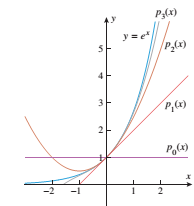 p₃(x)
y
y = eˣ
p₂(x)
5
4
3
2
p₁(x)
p₀(x)
1
x
−2 −1 1 2